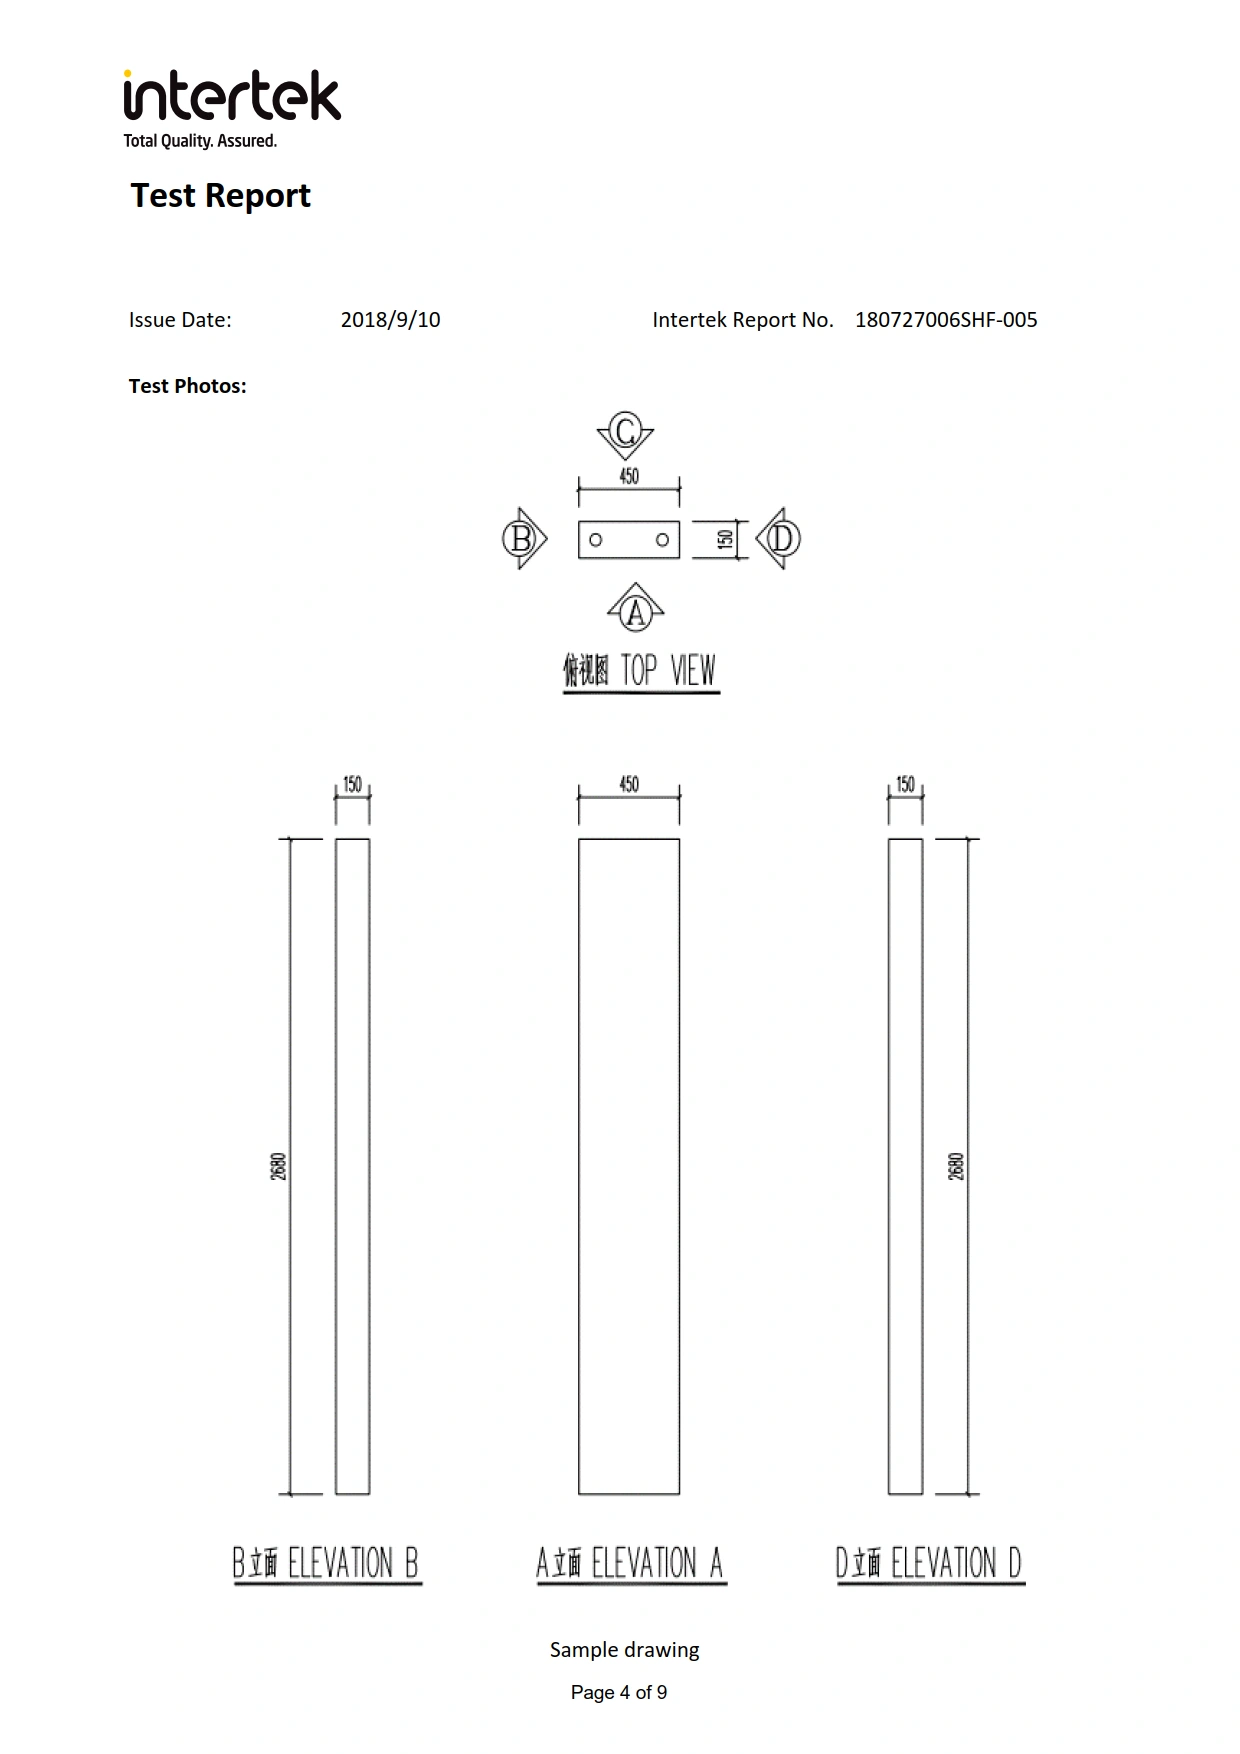 intertek
Total Quality. Assured.
Test Report
Issue Date: 2018/9/10 Intertek Report No. 180727006SHF-005
Test Photos:
C
450
B
150
D
A
俯视图 TOP VIEW
150
450
150
2680
2680
B立面 ELEVATION B
A立面 ELEVATION A
D立面 ELEVATION D
Sample drawing
Page 4 of 9